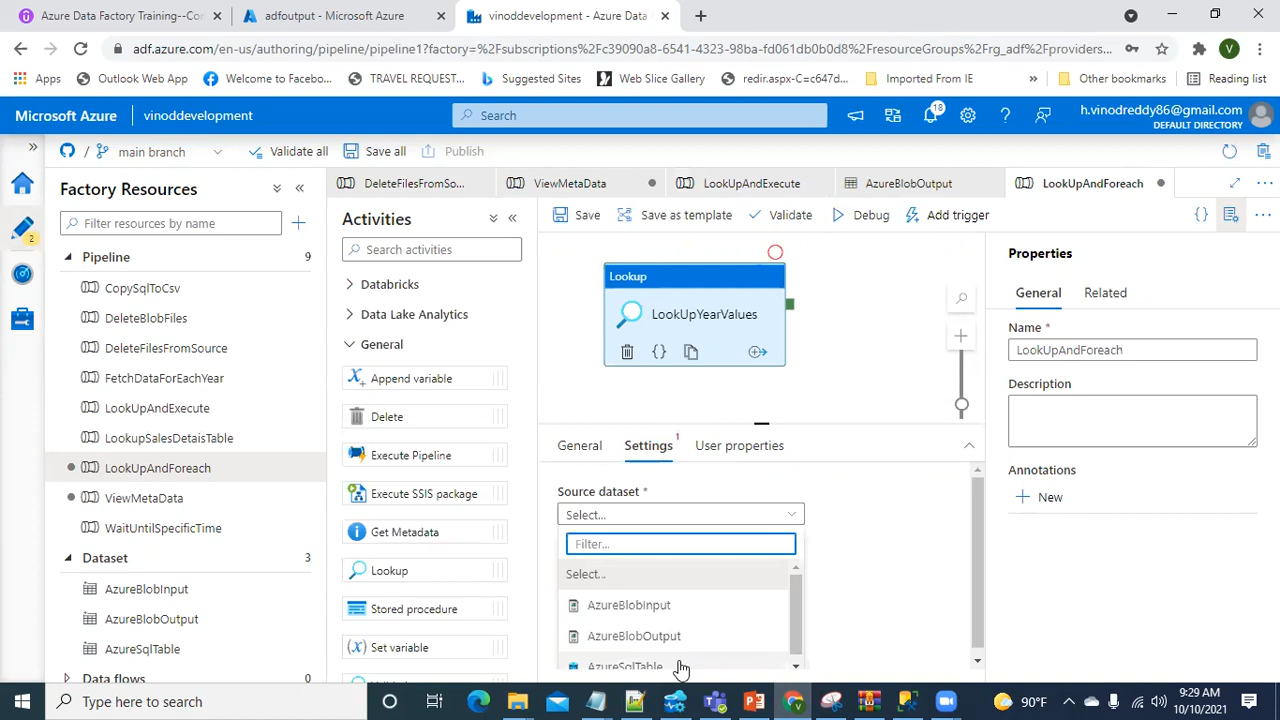 Azure Data Factory Training--Co
adfoutput - Microsoft Azure
vinoddevelopment - Azure Data
adf.azure.com/en-us/authoring/pipeline/pipeline1?factory=%2Fsubscriptions%2Fc39090a8-6541-4323-98ba-fd061db0b0d8%2FresourceGroups%2Frg_adf%2Fproviders...
V
Apps
Outlook Web App
Welcome to Facebo...
TRAVEL REQUEST...
Suggested Sites
Web Slice Gallery
redir.aspx-C=c647d...
Imported From IE
»
Other bookmarks
Reading list
Microsoft Azure
vinoddevelopment
Search
18
h.vinodreddy86@gmail.com
DEFAULT DIRECTORY
main branch
Validate all
Save all
Publish
Factory Resources
Filter resources by name
2
Pipeline 9
CopySqlToCsv
DeleteBlobFiles
DeleteFilesFromSource
FetchDataForEachYear
LookUpAndExecute
LookupSalesDetaisTable
LookUpAndForeach
ViewMetaData
WaitUntilSpecificTime
Dataset 3
AzureBlobInput
AzureBlobOutput
AzureSqlTable
Data flows
DeleteFilesFromSo...
ViewMetaData
LookUpAndExecute
AzureBlobOutput
LookUpAndForeach
Activities
Search activities
Databricks
Data Lake Analytics
General
Append variable
Delete
Execute Pipeline
Execute SSIS package
Get Metadata
Lookup
Stored procedure
Set variable
Save
Save as template
Validate
Debug
Add trigger
Lookup
LookUpYearValues
General
Settings 1
User properties
Source dataset *
Select...
Filter...
Select...
AzureBlobInput
AzureBlobOutput
AzureSqlTable
Properties
General
Related
Name *
LookUpAndForeach
Description
Annotations
New
Type here to search
90°F
9:29 AM
10/10/2021